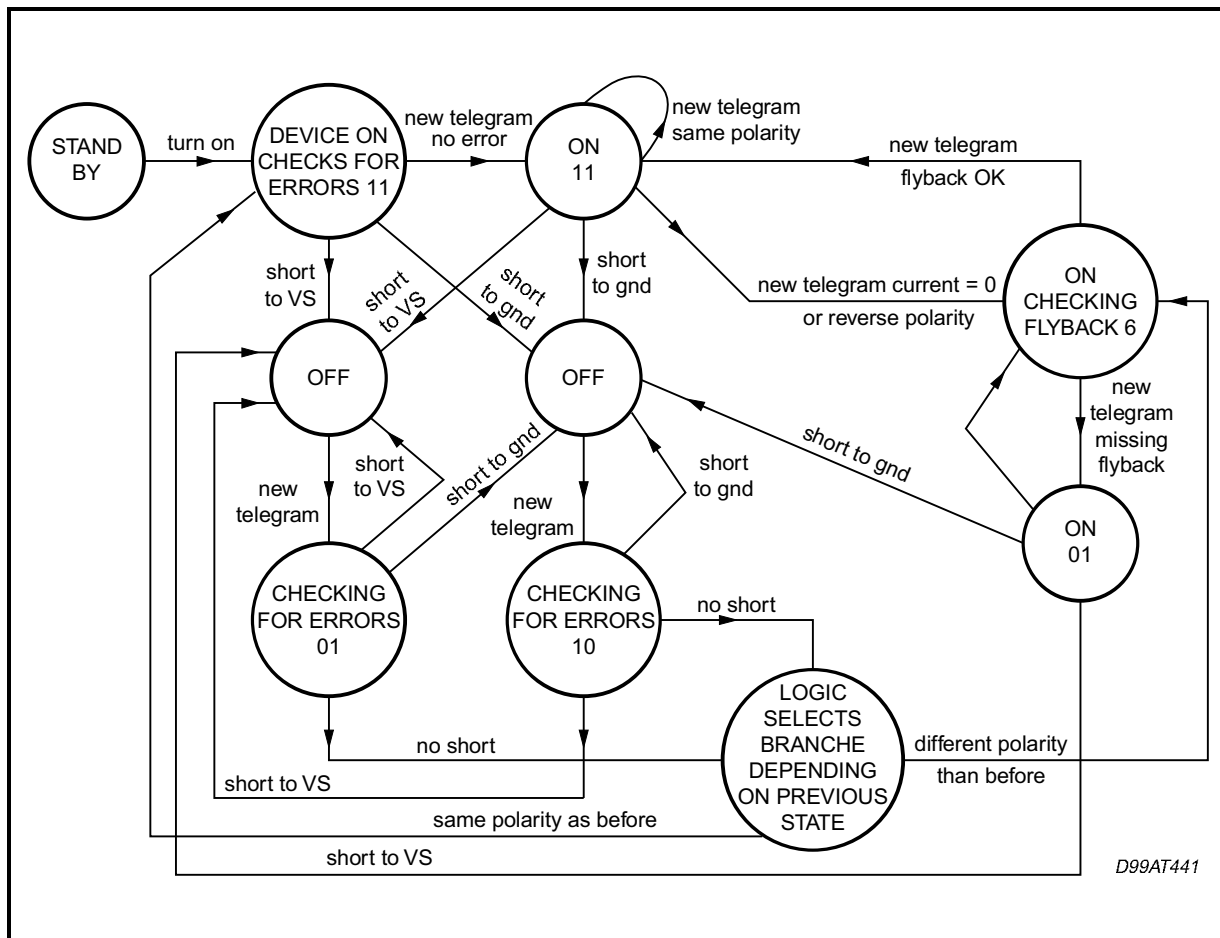 STAND
BY
turn on
DEVICE ON
CHECKS FOR
ERRORS 11
new telegram
no error
ON
11
new telegram
same polarity
new telegram
flyback OK
short
to VS
short
to VS
short
to gnd
short
to gnd
new telegram current = 0
or reverse polarity
ON
CHECKING
FLYBACK 6
OFF
OFF
new
telegram
missing
flyback
new
telegram
short
to VS
short to gnd
new
telegram
short
to gnd
short to gnd
ON
01
CHECKING
FOR ERRORS
01
CHECKING
FOR ERRORS
10
no short
LOGIC
SELECTS
BRANCHE
DEPENDING
ON PREVIOUS
STATE
no short
different polarity
than before
short to VS
same polarity as before
short to VS
D99AT441